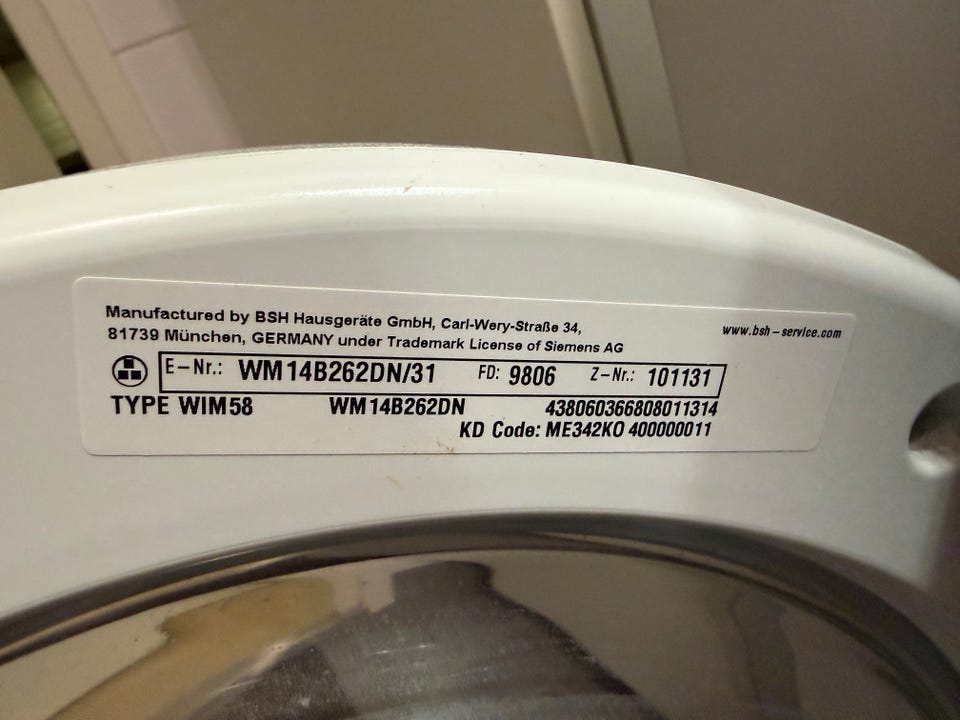 Manufactured by BSH Hausgeräte GmbH, Carl-Wery-Straße 34,
www.bsh-service.com
81739 München, GERMANY under Trademark License of Siemens AG
E-Nr.: WM14B262DN/31 FD: 9806 Z-Nr.: 101131
TYPE WIM58 WM14B262DN 438060366808011314
KD Code: ME342KO 400000011